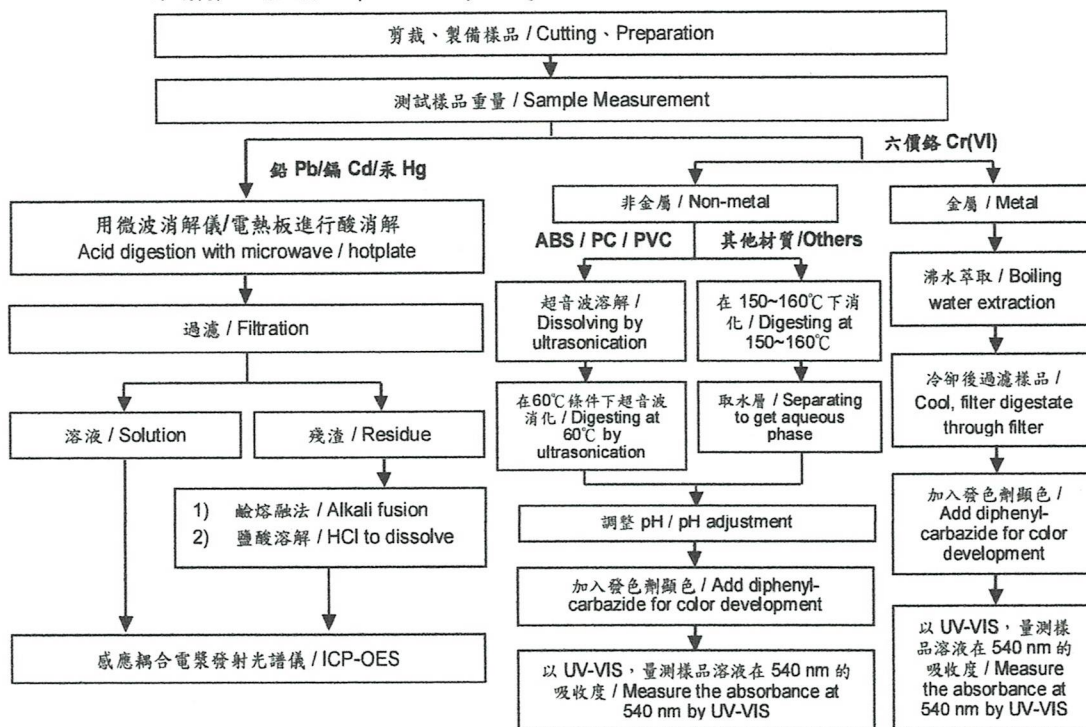 剪裁、製備樣品 / Cutting、Preparation
測試樣品重量 / Sample Measurement
鉛 Pb/鎘 Cd/汞 Hg
六價鉻 Cr(VI)
用微波消解儀/電熱板進行酸消解
Acid digestion with microwave / hotplate
過濾 / Filtration
溶液 / Solution
殘渣 / Residue
1) 鹼熔融法 / Alkali fusion
2) 鹽酸溶解 / HCl to dissolve
感應耦合電漿發射光譜儀 / ICP-OES
非金屬 / Non-metal
ABS / PC / PVC
其他材質/Others
超音波溶解 /
Dissolving by
ultrasonication
在60℃條件下超音波
消化 / Digesting at
60℃ by
ultrasonication
在 150~160℃下消
化 / Digesting at
150~160℃
取水層 / Separating
to get aqueous
phase
調整 pH / pH adjustment
加入發色劑顯色 / Add diphenyl-
carbazide for color development
以 UV-VIS，量測樣品溶液在 540 nm 的
吸收度 / Measure the absorbance at
540 nm by UV-VIS
金屬 / Metal
沸水萃取 / Boiling
water extraction
冷卻後過濾樣品 /
Cool, filter digestate
through filter
加入發色劑顯色 /
Add diphenyl-
carbazide for color
development
以 UV-VIS，量測樣
品溶液在 540 nm 的
吸收度 / Measure
the absorbance at
540 nm by UV-VIS